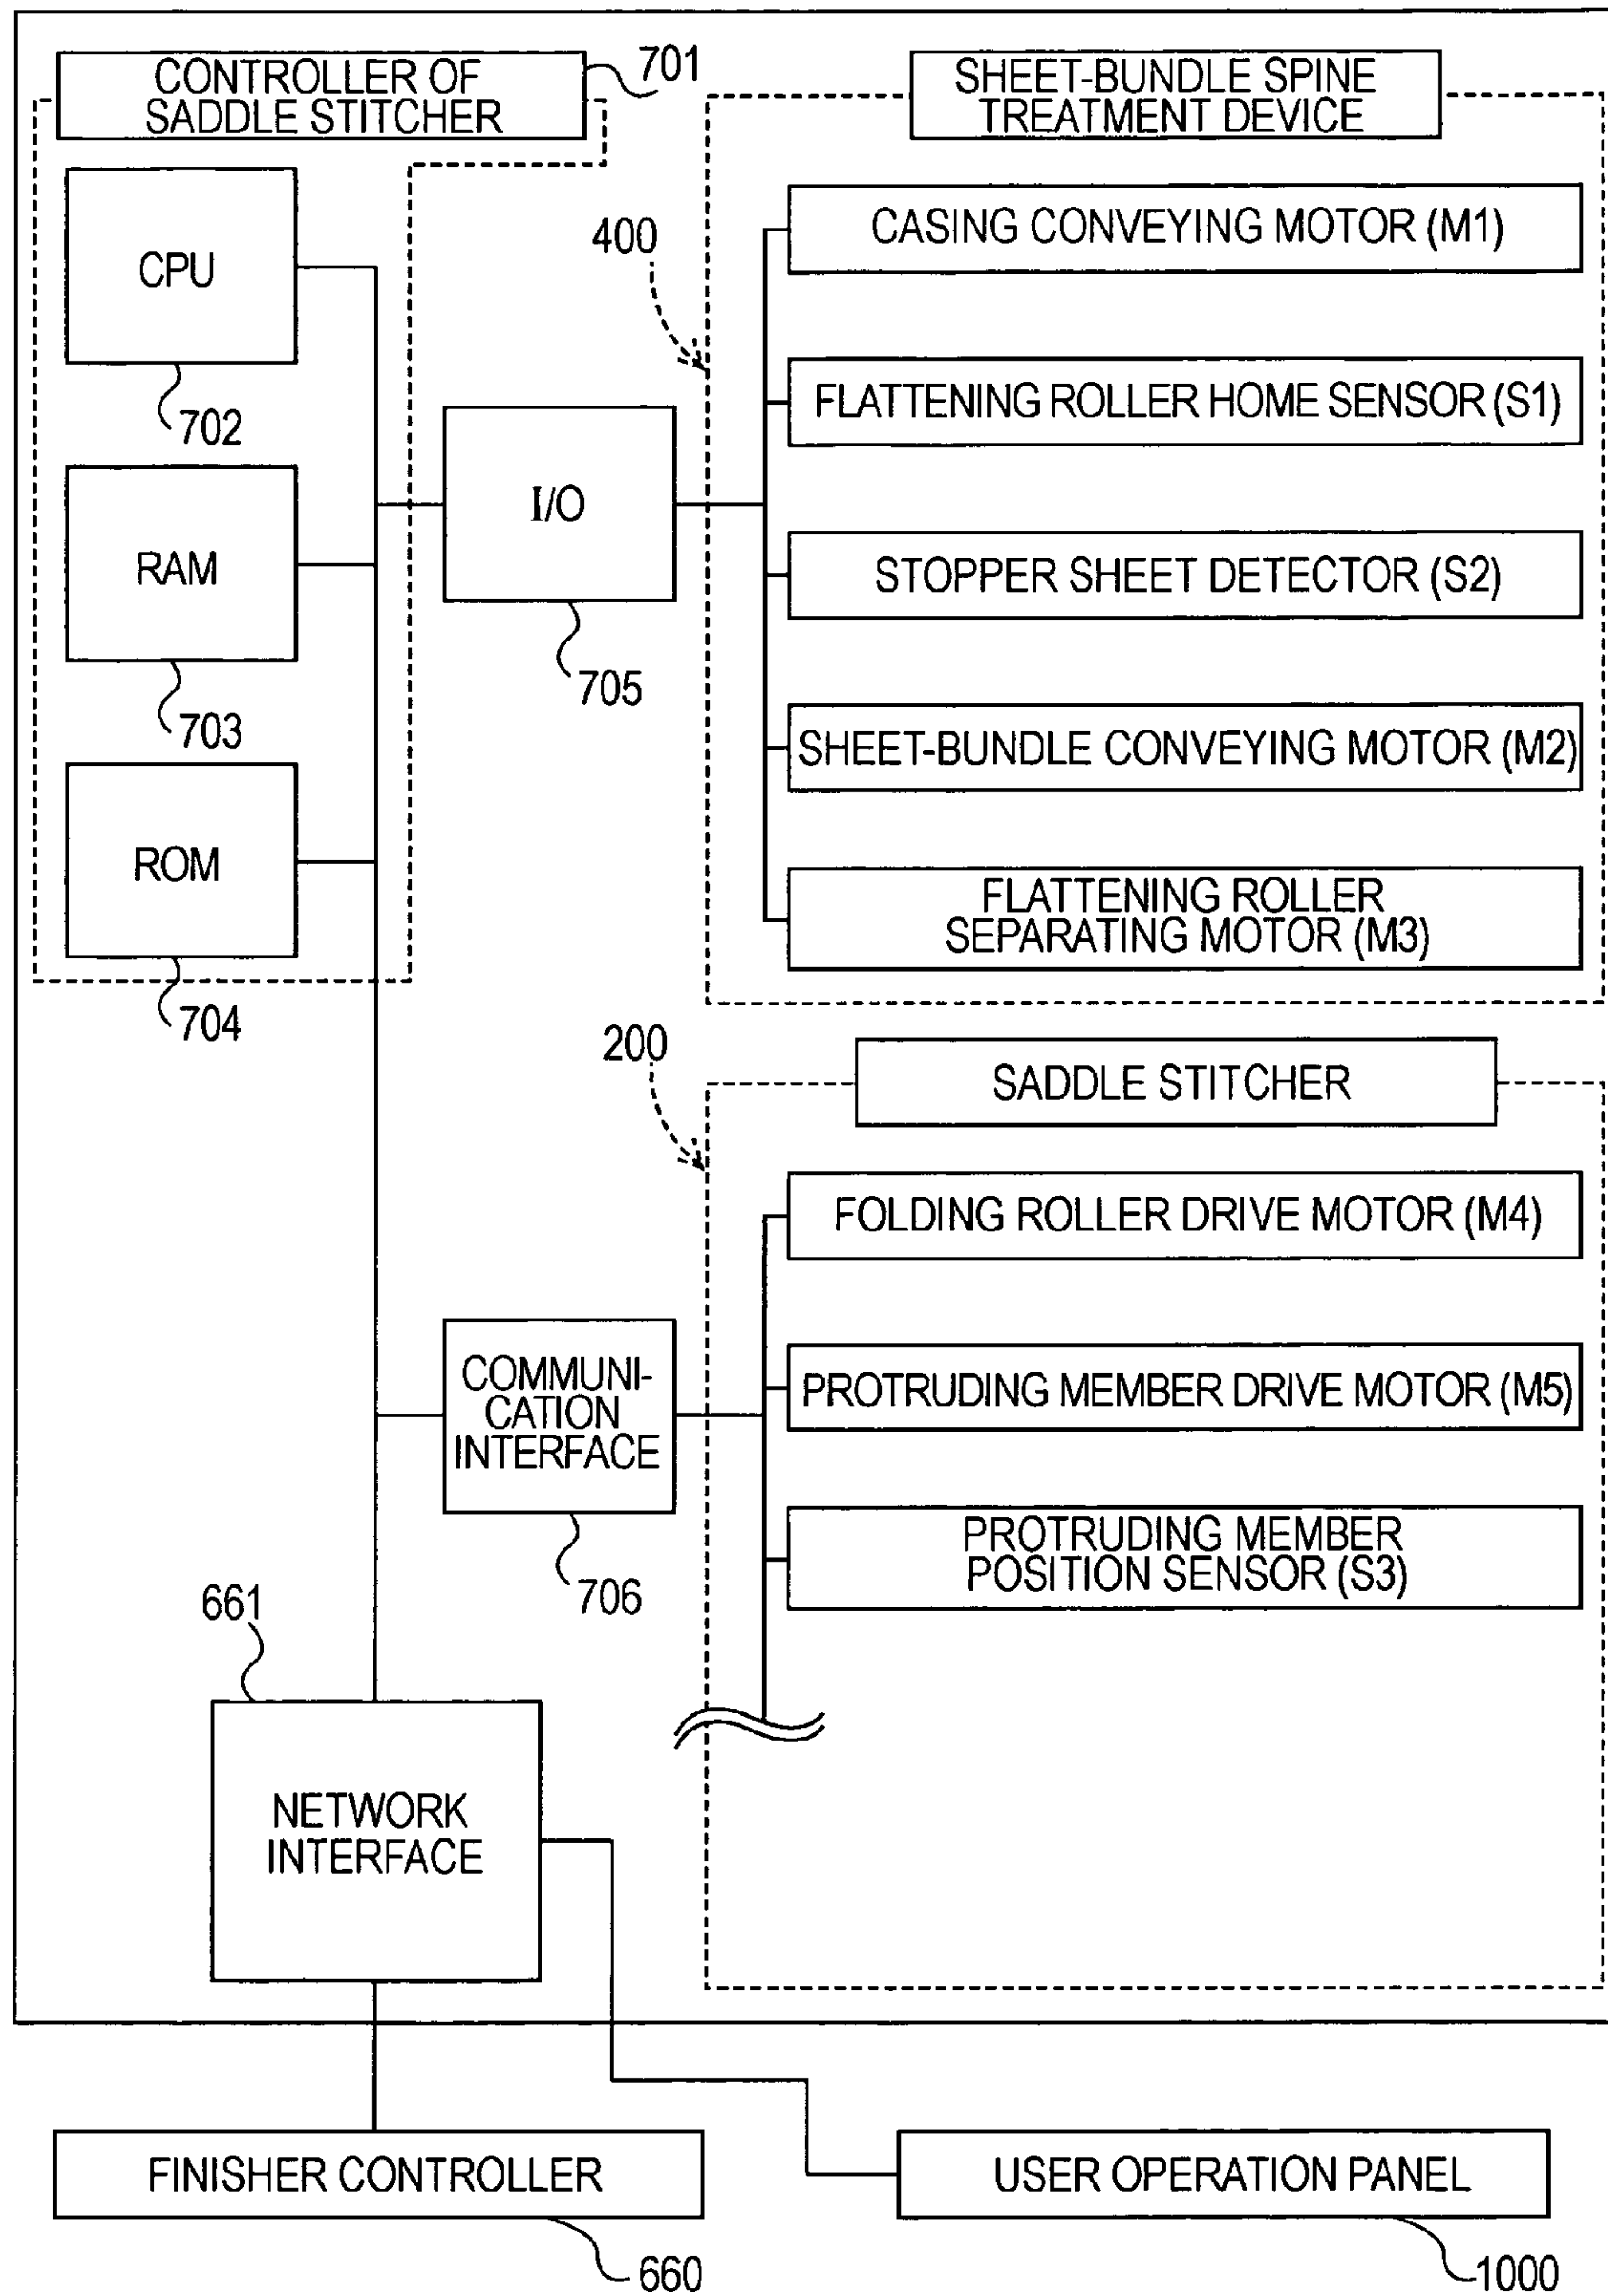 CONTROLLER OF
SADDLE STITCHER
701
SHEET-BUNDLE SPINE
TREATMENT DEVICE
CPU
702
RAM
703
ROM
704
I/O
705
400
CASING CONVEYING MOTOR (M1)
FLATTENING ROLLER HOME SENSOR (S1)
STOPPER SHEET DETECTOR (S2)
SHEET-BUNDLE CONVEYING MOTOR (M2)
FLATTENING ROLLER
SEPARATING MOTOR (M3)
200
SADDLE STITCHER
FOLDING ROLLER DRIVE MOTOR (M4)
PROTRUDING MEMBER DRIVE MOTOR (M5)
PROTRUDING MEMBER
POSITION SENSOR (S3)
COMMUNI-
CATION
INTERFACE
706
661
NETWORK
INTERFACE
FINISHER CONTROLLER
660
USER OPERATION PANEL
1000